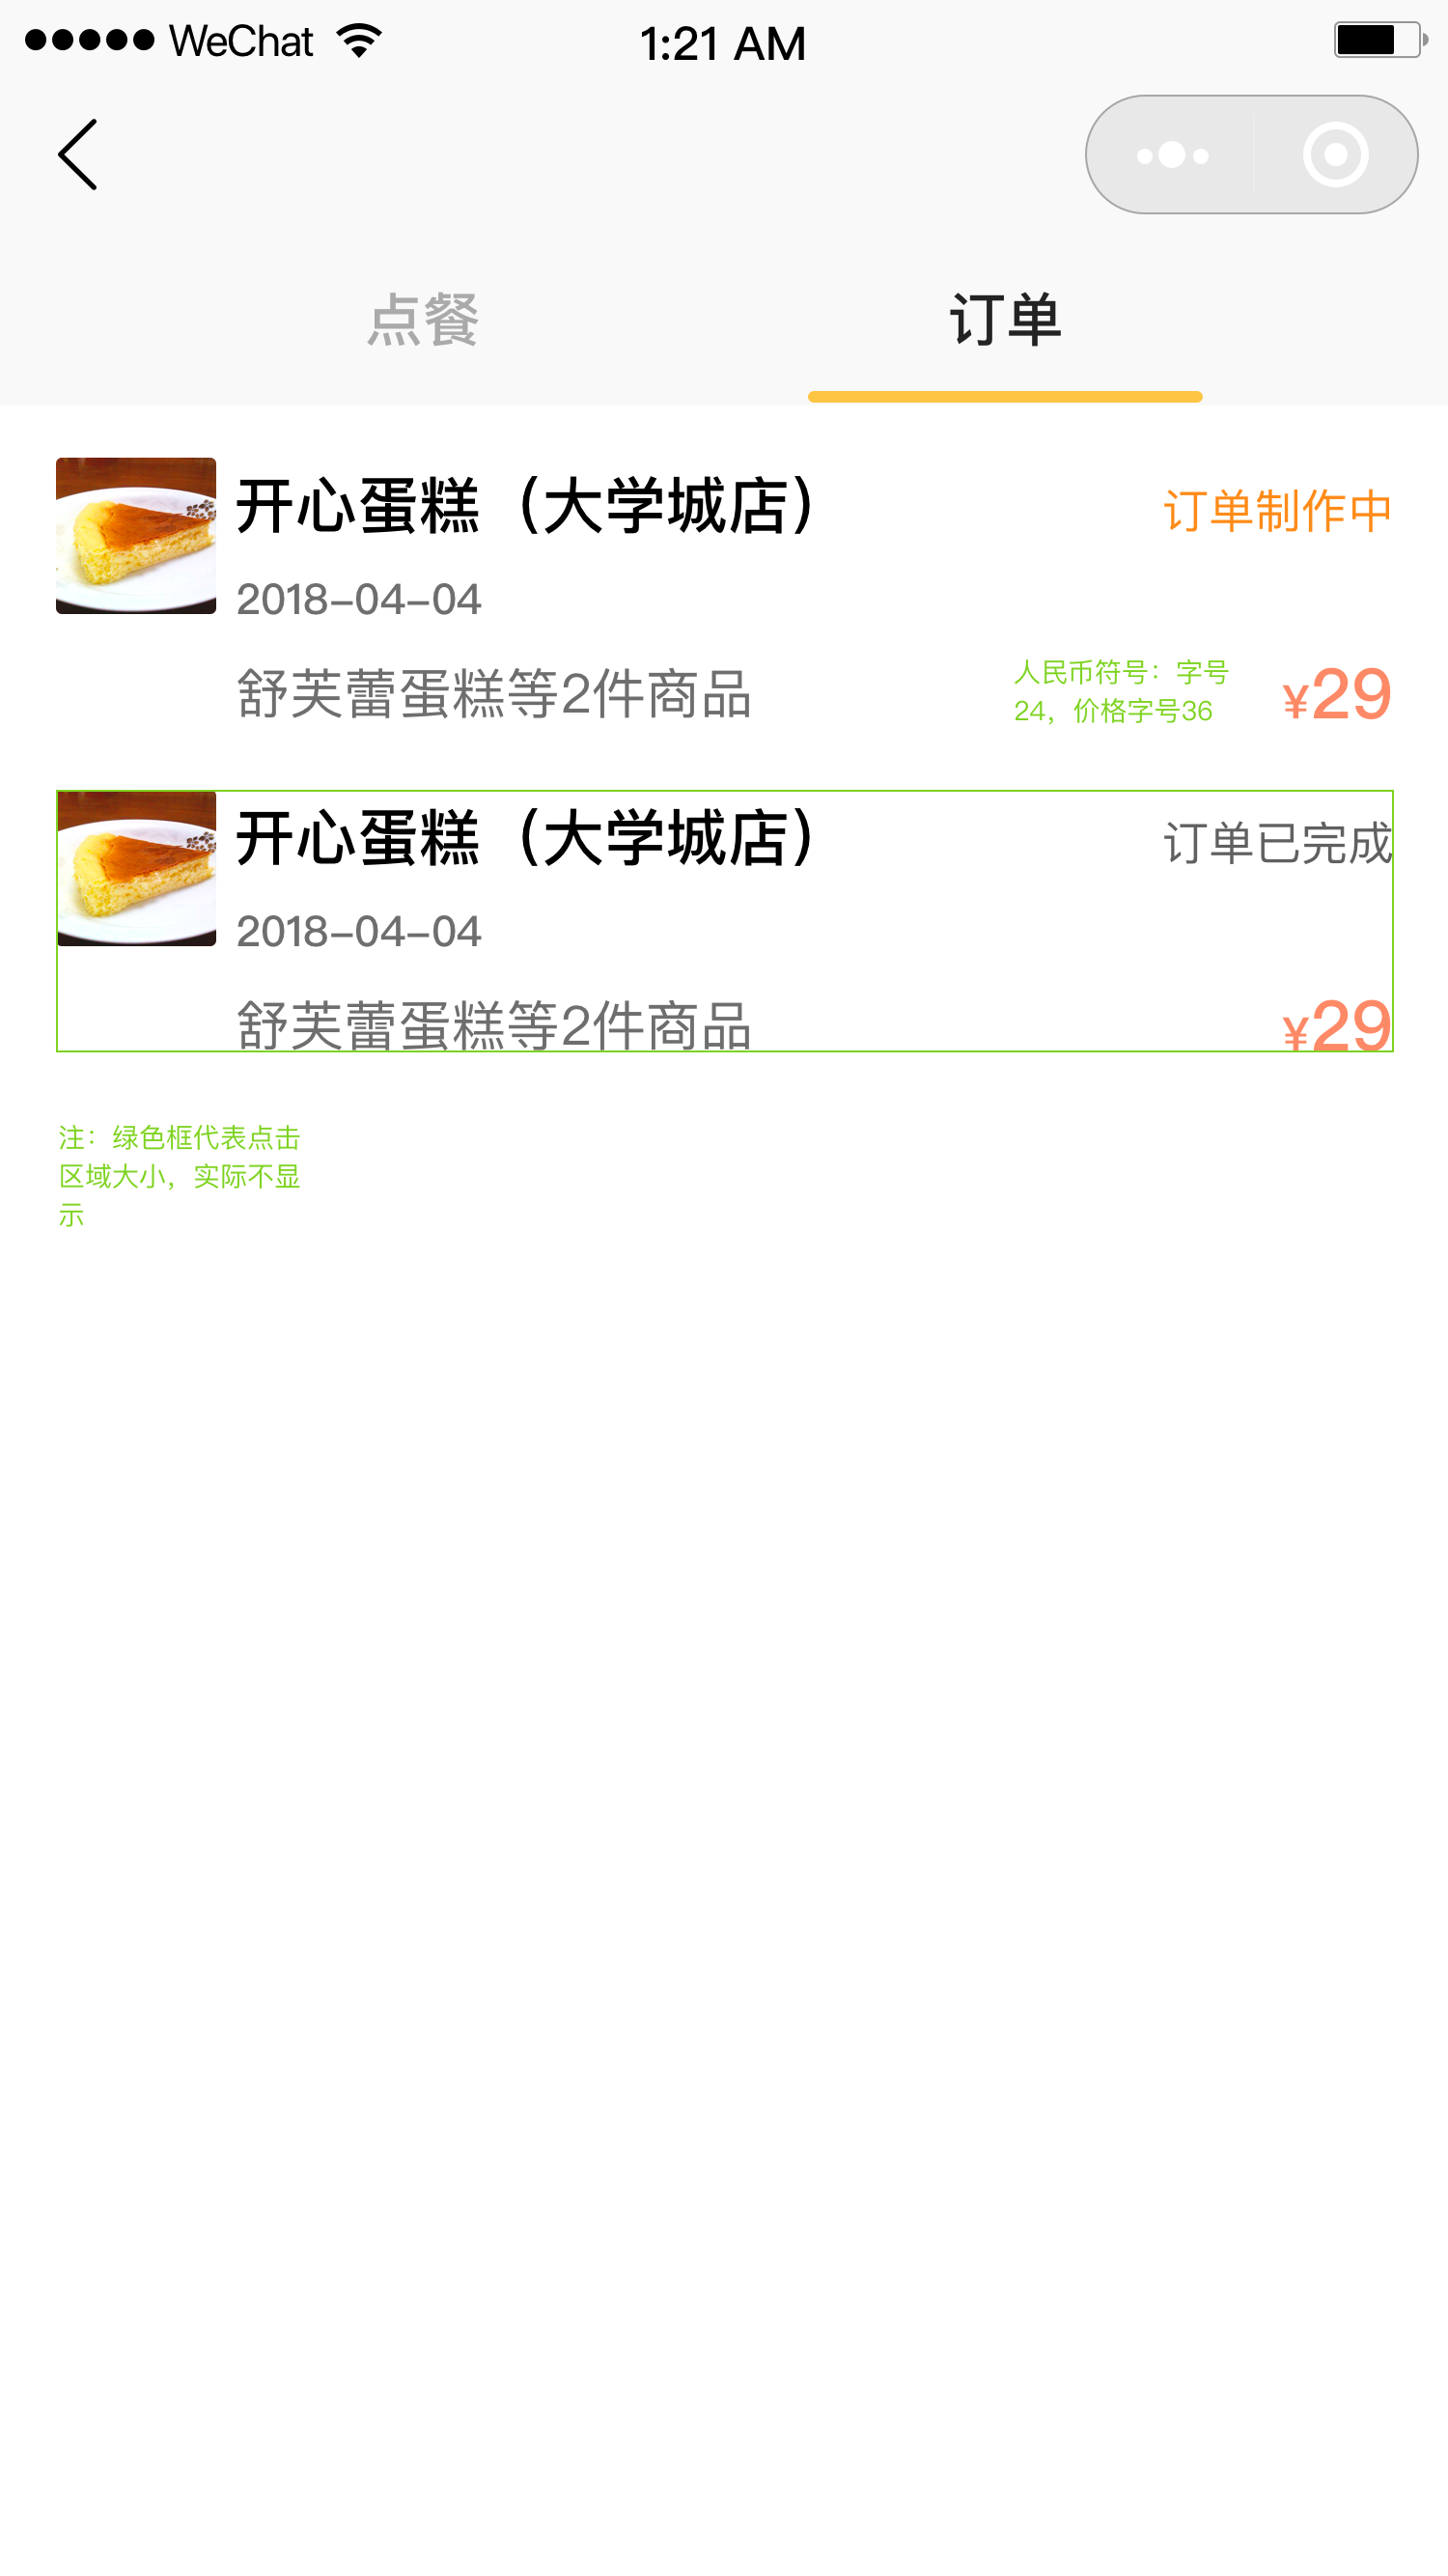 WeChat
1:21 AM
点餐
订单
开心蛋糕（大学城店）
订单制作中
2018-04-04
舒芙蕾蛋糕等2件商品
人民币符号：字号
24，价格字号36
¥29
开心蛋糕（大学城店）
订单已完成
2018-04-04
舒芙蕾蛋糕等2件商品
¥29
注：绿色框代表点击
区域大小，实际不显
示